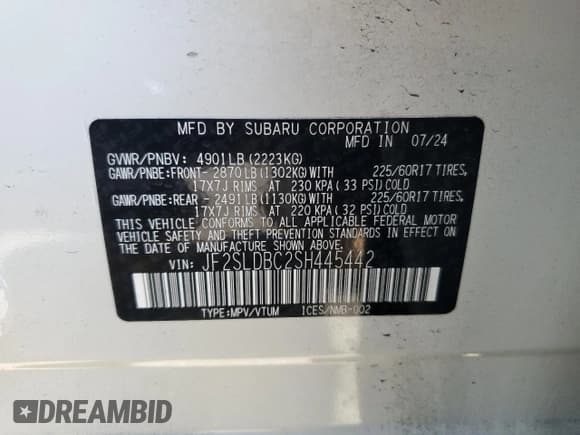 MFD BY SUBARU CORPORATION
MFD IN 07/24
GVWR/PNBV: 4901LB (2223KG)
GAWR/PNBE:FRONT- 2870LB(1302KG)WITH 225/60R17 TIRES,
17X7J RIMS AT 230 KPA (33 PSI)COLD
GAWR/PNBE:REAR - 2491LB(1130KG)WITH 225/60R17 TIRES,
17X7J RIMS AT 220 KPA (32 PSI)COLD
THIS VEHICLE CONFORMS TO ALL APPLICABLE FEDERAL MOTOR
VEHICLE SAFETY AND THEFT PREVENTION STANDARDS IN EFFECT ON
THE DATE OF MANUFACTURE SHOWN ABOVE.
VIN: JF2SLDBC2SH445442
TYPE:MPV/VTUM ICES/NMB-002
DREAMBID